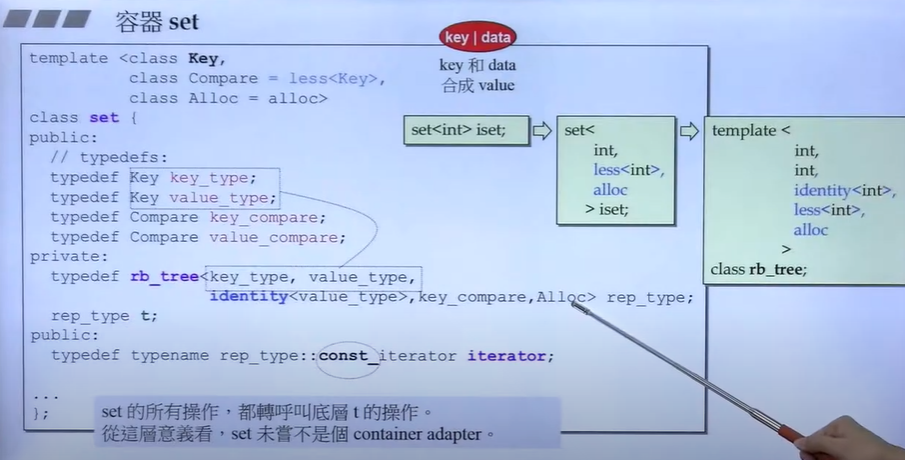 容器 set
key | data
key 和 data
合成 value
template <class Key,
class Compare = less<Key>,
class Alloc = alloc>
class set {
public:
// typedefs:
typedef Key key_type;
typedef Key value_type;
typedef Compare key_compare;
typedef Compare value_compare;
private:
typedef rb_tree<key_type, value_type,
identity<value_type>,key_compare,Alloc> rep_type;
rep_type t;
public:
typedef typename rep_type::const_iterator iterator;
...
};
set<int> iset;
set<
int,
less<int>,
alloc
> iset;
template <
int,
int,
identity<int>,
less<int>,
alloc
>
class rb_tree;
set 的所有操作，都轉呼叫底層 t 的操作。
從這層意義看，set 未嘗不是個 container adapter。